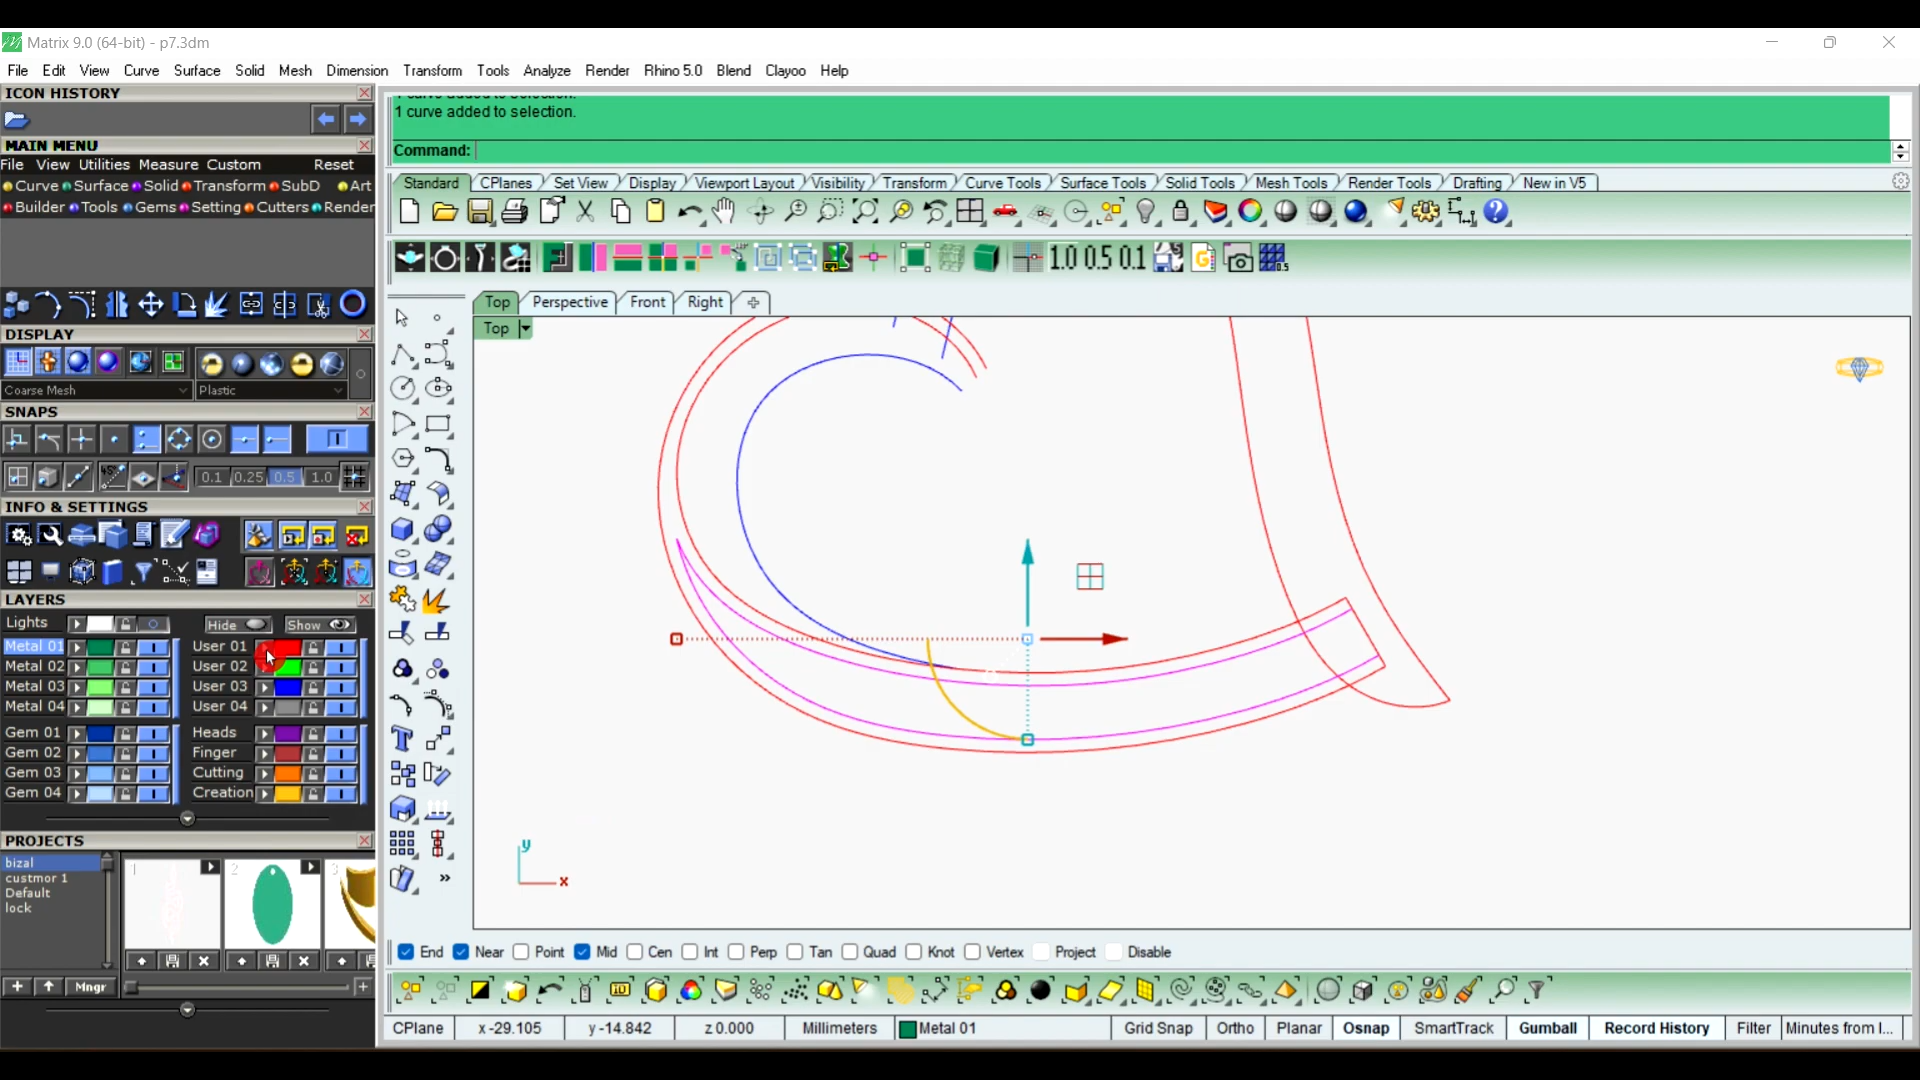 Matrix 9.0 (64-bit) - p7.3dm
File Edit View Curve Surface Solid Mesh Dimension Transform Tools Analyze Render Rhino 5.0 Blend Clayoo Help
ICON HISTORY
1 curve added to selection.
MAIN MENU
Command:
File View Utilities Measure Custom Reset
Curve Surface Solid Transform SubD Art
Standard CPlanes Set View Display Viewport Layout Visibility Transform Curve Tools Surface Tools Solid Tools Mesh Tools Render Tools Drafting New in V5
Builder Tools Gems Setting Cutters Render
1.0 0.5 0.1
Top Perspective Front Right
Top
DISPLAY
Coarse Mesh Plastic
SNAPS
0.1 0.25 0.5 1.0
INFO & SETTINGS
LAYERS
Lights Hide Show
Metal 01 User 01
Metal 02 User 02
Metal 03 User 03
Metal 04 User 04
Gem 01 Heads
Gem 02 Finger
Gem 03 Cutting
Gem 04 Creation
PROJECTS
bizal
custmor 1
Default
lock
1 2 3
y
x
Mngr
End Near Point Mid Cen Int Perp Tan Quad Knot Vertex Project Disable
CPlane x -29.105 y -14.842 z 0.000 Millimeters Metal 01 Grid Snap Ortho Planar Osnap SmartTrack Gumball Record History Filter Minutes from l...